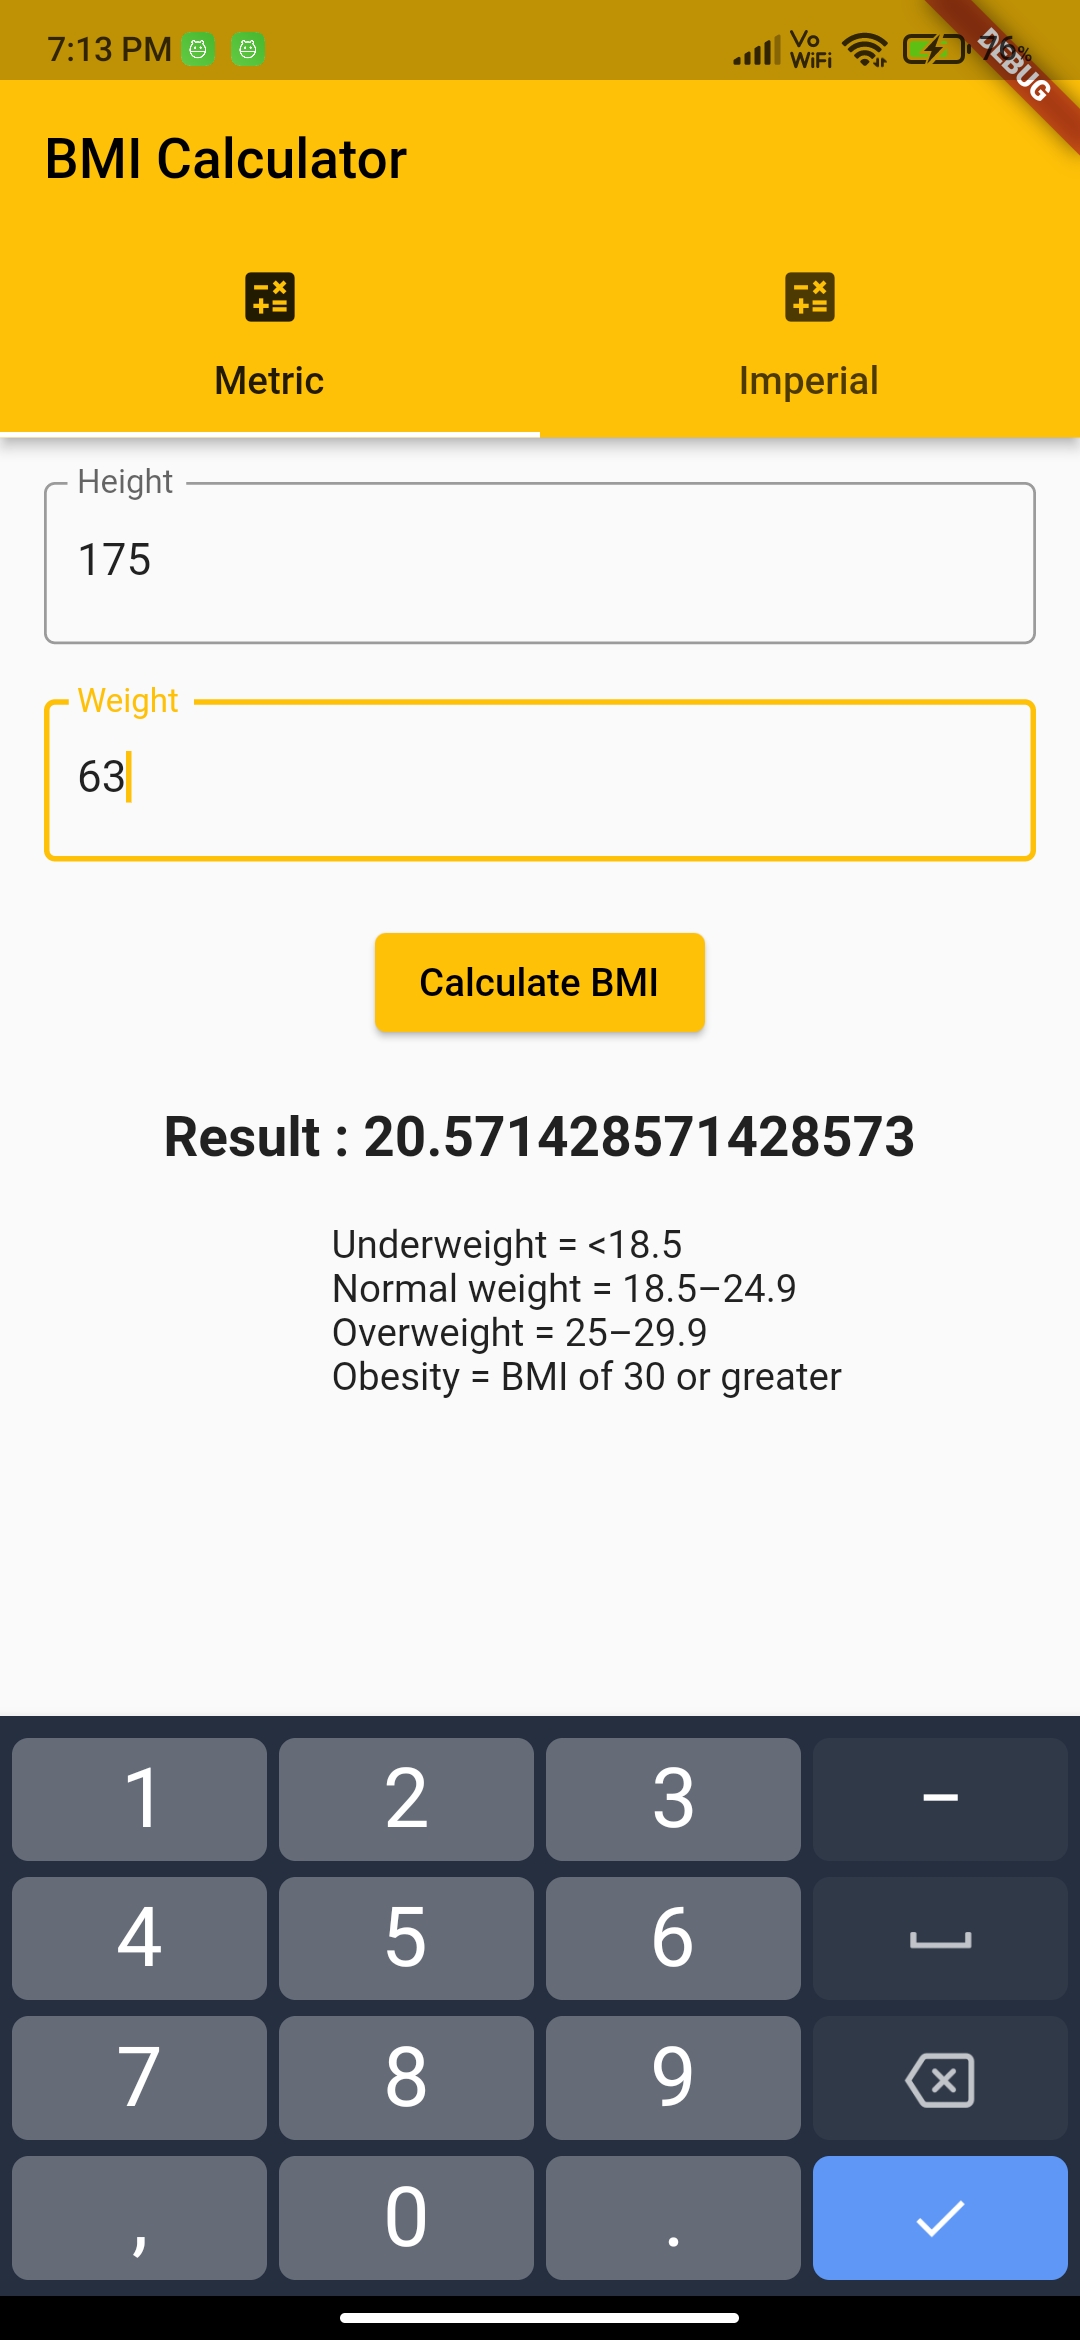 7:13 PM
Vo
WiFi
76%
DEBUG
BMI Calculator
Metric
Imperial
Height
175
Weight
63
Calculate BMI
Result : 20.571428571428573
Underweight = <18.5
Normal weight = 18.5–24.9
Overweight = 25–29.9
Obesity = BMI of 30 or greater
1 2 3 –
4 5 6
7 8 9
, 0 .